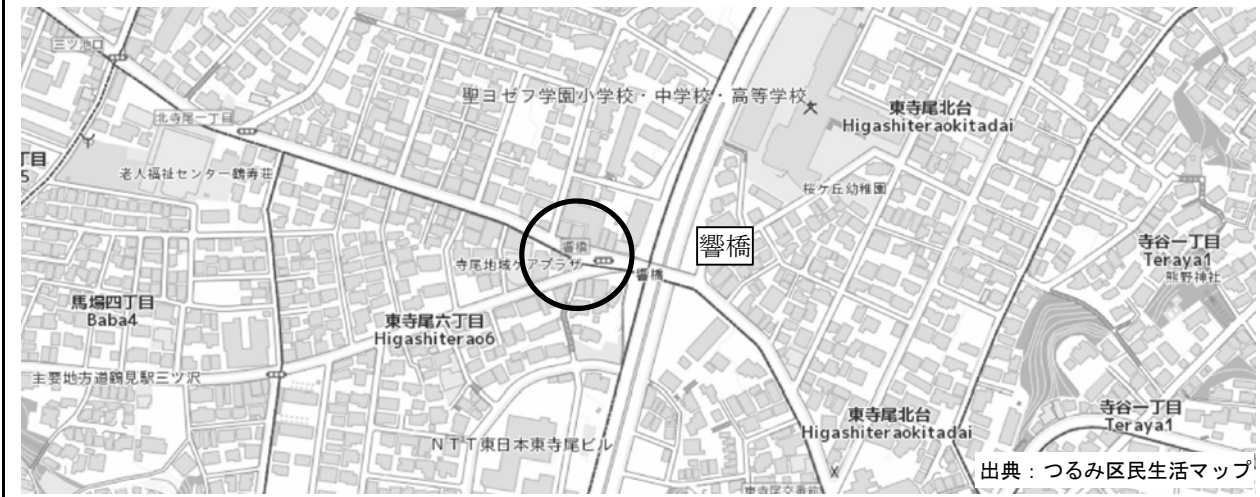 三ツ池口
北寺尾一丁目
聖ヨゼフ学園小学校・中学校・高等学校
東寺尾北台
Higashiteraokitadai
丁目
5
老人福祉センター鶴寿荘
桜ケ丘幼稚園
響橋
響橋
寺尾地域ケアプラザ
響橋
寺谷一丁目
Teraya1
熊野神社
馬場四丁目
Baba4
東寺尾六丁目
Higashiterao6
主要地方道鶴見駅三ツ沢
東寺尾北台
Higashiteraokitadai
寺谷一丁目
Teraya1
NTT東日本東寺尾ビル
出典：つるみ区民生活マップ
東寺尾交番前